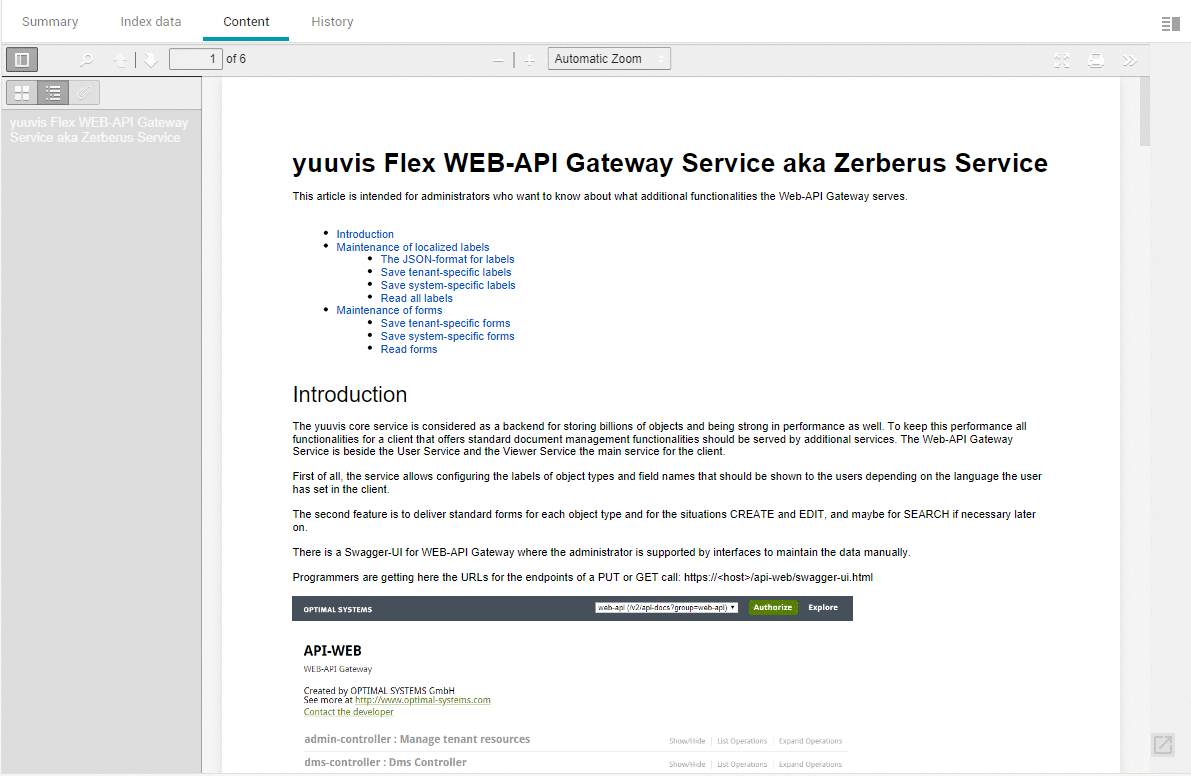 Summary Index data Content History
1 of 6 Automatic Zoom
yuuvis Flex WEB-API Gateway
Service aka Zerberus Service
yuuvis Flex WEB-API Gateway Service aka Zerberus Service
This article is intended for administrators who want to know about what additional functionalities the Web-API Gateway serves.
• Introduction
• Maintenance of localized labels
• The JSON-format for labels
• Save tenant-specific labels
• Save system-specific labels
• Read all labels
• Maintenance of forms
• Save tenant-specific forms
• Save system-specific forms
• Read forms
Introduction
The yuuvis core service is considered as a backend for storing billions of objects and being strong in performance as well. To keep this performance all
functionalities for a client that offers standard document management functionalities should be served by additional services. The Web-API Gateway
Service is beside the User Service and the Viewer Service the main service for the client.
First of all, the service allows configuring the labels of object types and field names that should be shown to the users depending on the language the user
has set in the client.
The second feature is to deliver standard forms for each object type and for the situations CREATE and EDIT, and maybe for SEARCH if necessary later
on.
There is a Swagger-UI for WEB-API Gateway where the administrator is supported by interfaces to maintain the data manually.
Programmers are getting here the URLs for the endpoints of a PUT or GET call: https://<host>/api-web/swagger-ui.html
OPTIMAL SYSTEMS web-api (/v2/api-docs?group=web-api) Authorize Explore
API-WEB
WEB-API Gateway
Created by OPTIMAL SYSTEMS GmbH
See more at http://www.optimal-systems.com
Contact the developer
admin-controller : Manage tenant resources Show/Hide List Operations Expand Operations
dms-controller : Dms Controller Show/Hide List Operations Expand Operations